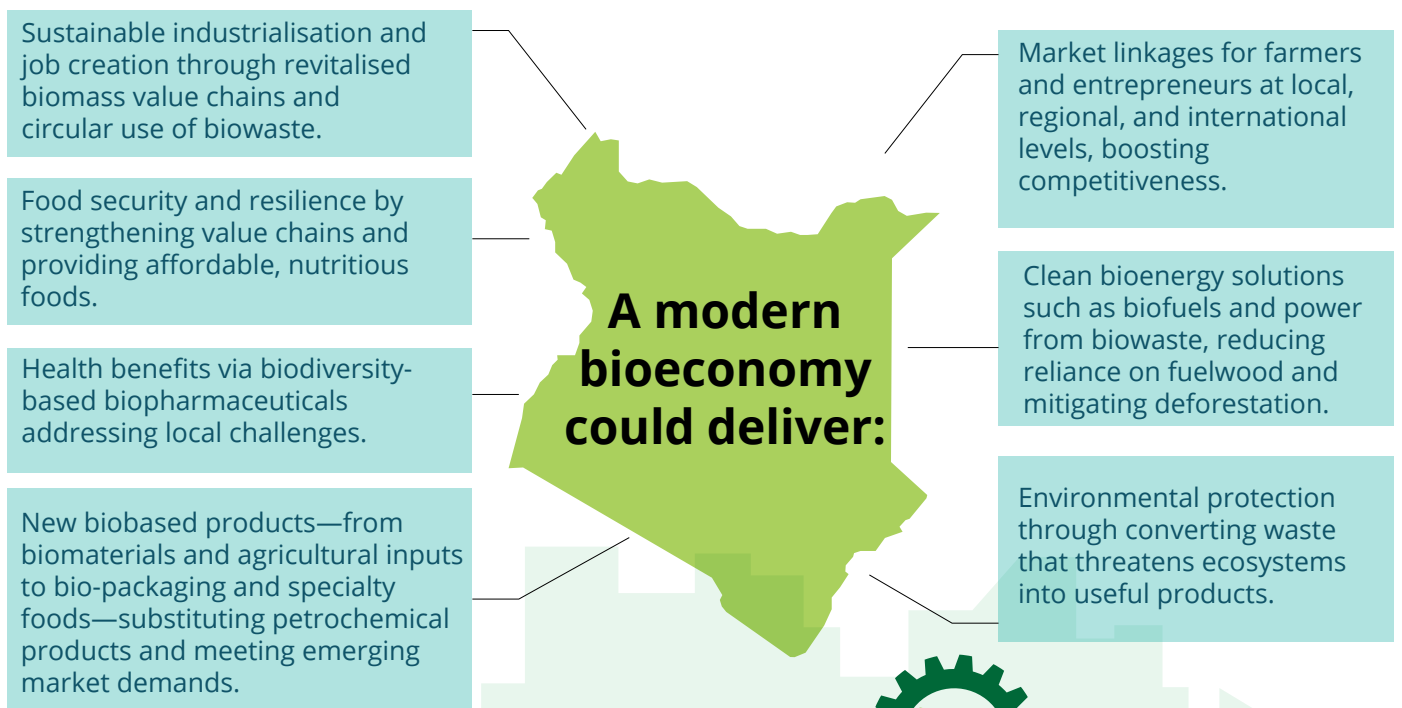 Sustainable industrialisation and
job creation through revitalised
biomass value chains and
circular use of biowaste.
Food security and resilience by
strengthening value chains and
providing affordable, nutritious
foods.
Health benefits via biodiversity-
based biopharmaceuticals
addressing local challenges.
New biobased products—from
biomaterials and agricultural inputs
to bio-packaging and specialty
foods—substituting petrochemical
products and meeting emerging
market demands.
A modern
bioeconomy
could deliver:
Market linkages for farmers
and entrepreneurs at local,
regional, and international
levels, boosting
competitiveness.
Clean bioenergy solutions
such as biofuels and power
from biowaste, reducing
reliance on fuelwood and
mitigating deforestation.
Environmental protection
through converting waste
that threatens ecosystems
into useful products.